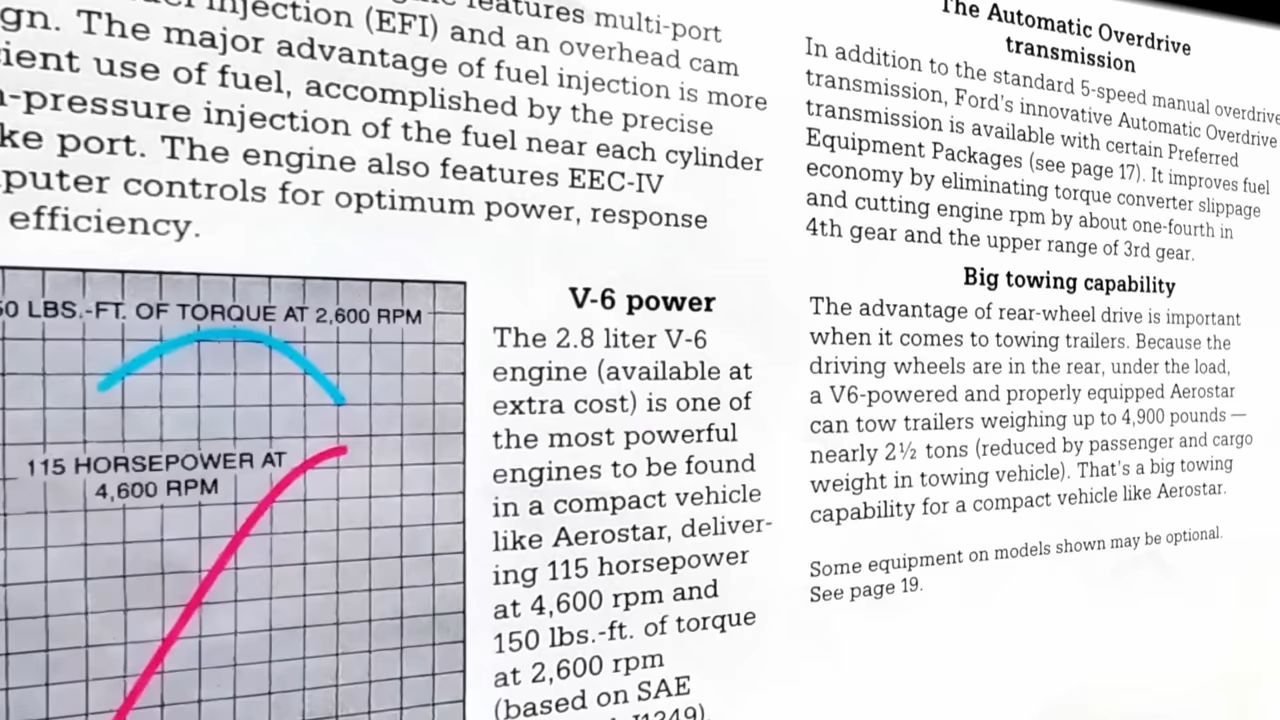 injection (EFI) and an overhead cam
features multi-port
gn. The major advantage of fuel injection is more
use of fuel, accomplished by the precise
-pressure injection of the fuel near each cylinder
port. The engine also features EEC-IV
controls for optimum power, response
efficiency.
LBS.-FT. OF TORQUE AT 2,600 RPM
115 HORSEPOWER AT
4,600 RPM
V-6 power
The 2.8 liter V-6
engine (available at
extra cost) is one of
the most powerful
engines to be found
in a compact vehicle
like Aerostar, deliver-
ing 115 horsepower
at 4,600 rpm and
150 lbs.-ft. of torque
at 2,600 rpm
(based on SAE
J1349).
The Automatic Overdrive
transmission
In addition to the standard 5-speed manual overdrive
transmission, Ford's innovative Automatic Overdrive
transmission is available with certain Preferred
Equipment Packages (see page 17). It improves fuel
economy by eliminating torque converter slippage
and cutting engine rpm by about one-fourth in
4th gear and the upper range of 3rd gear.
Big towing capability
The advantage of rear-wheel drive is important
when it comes to towing trailers. Because the
driving wheels are in the rear, under the load,
a V6-powered and properly equipped Aerostar
can tow trailers weighing up to 4,900 pounds —
nearly 2½ tons (reduced by passenger and cargo
weight in towing vehicle). That's a big towing
capability for a compact vehicle like Aerostar.
Some equipment on models shown may be optional.
See page 19.